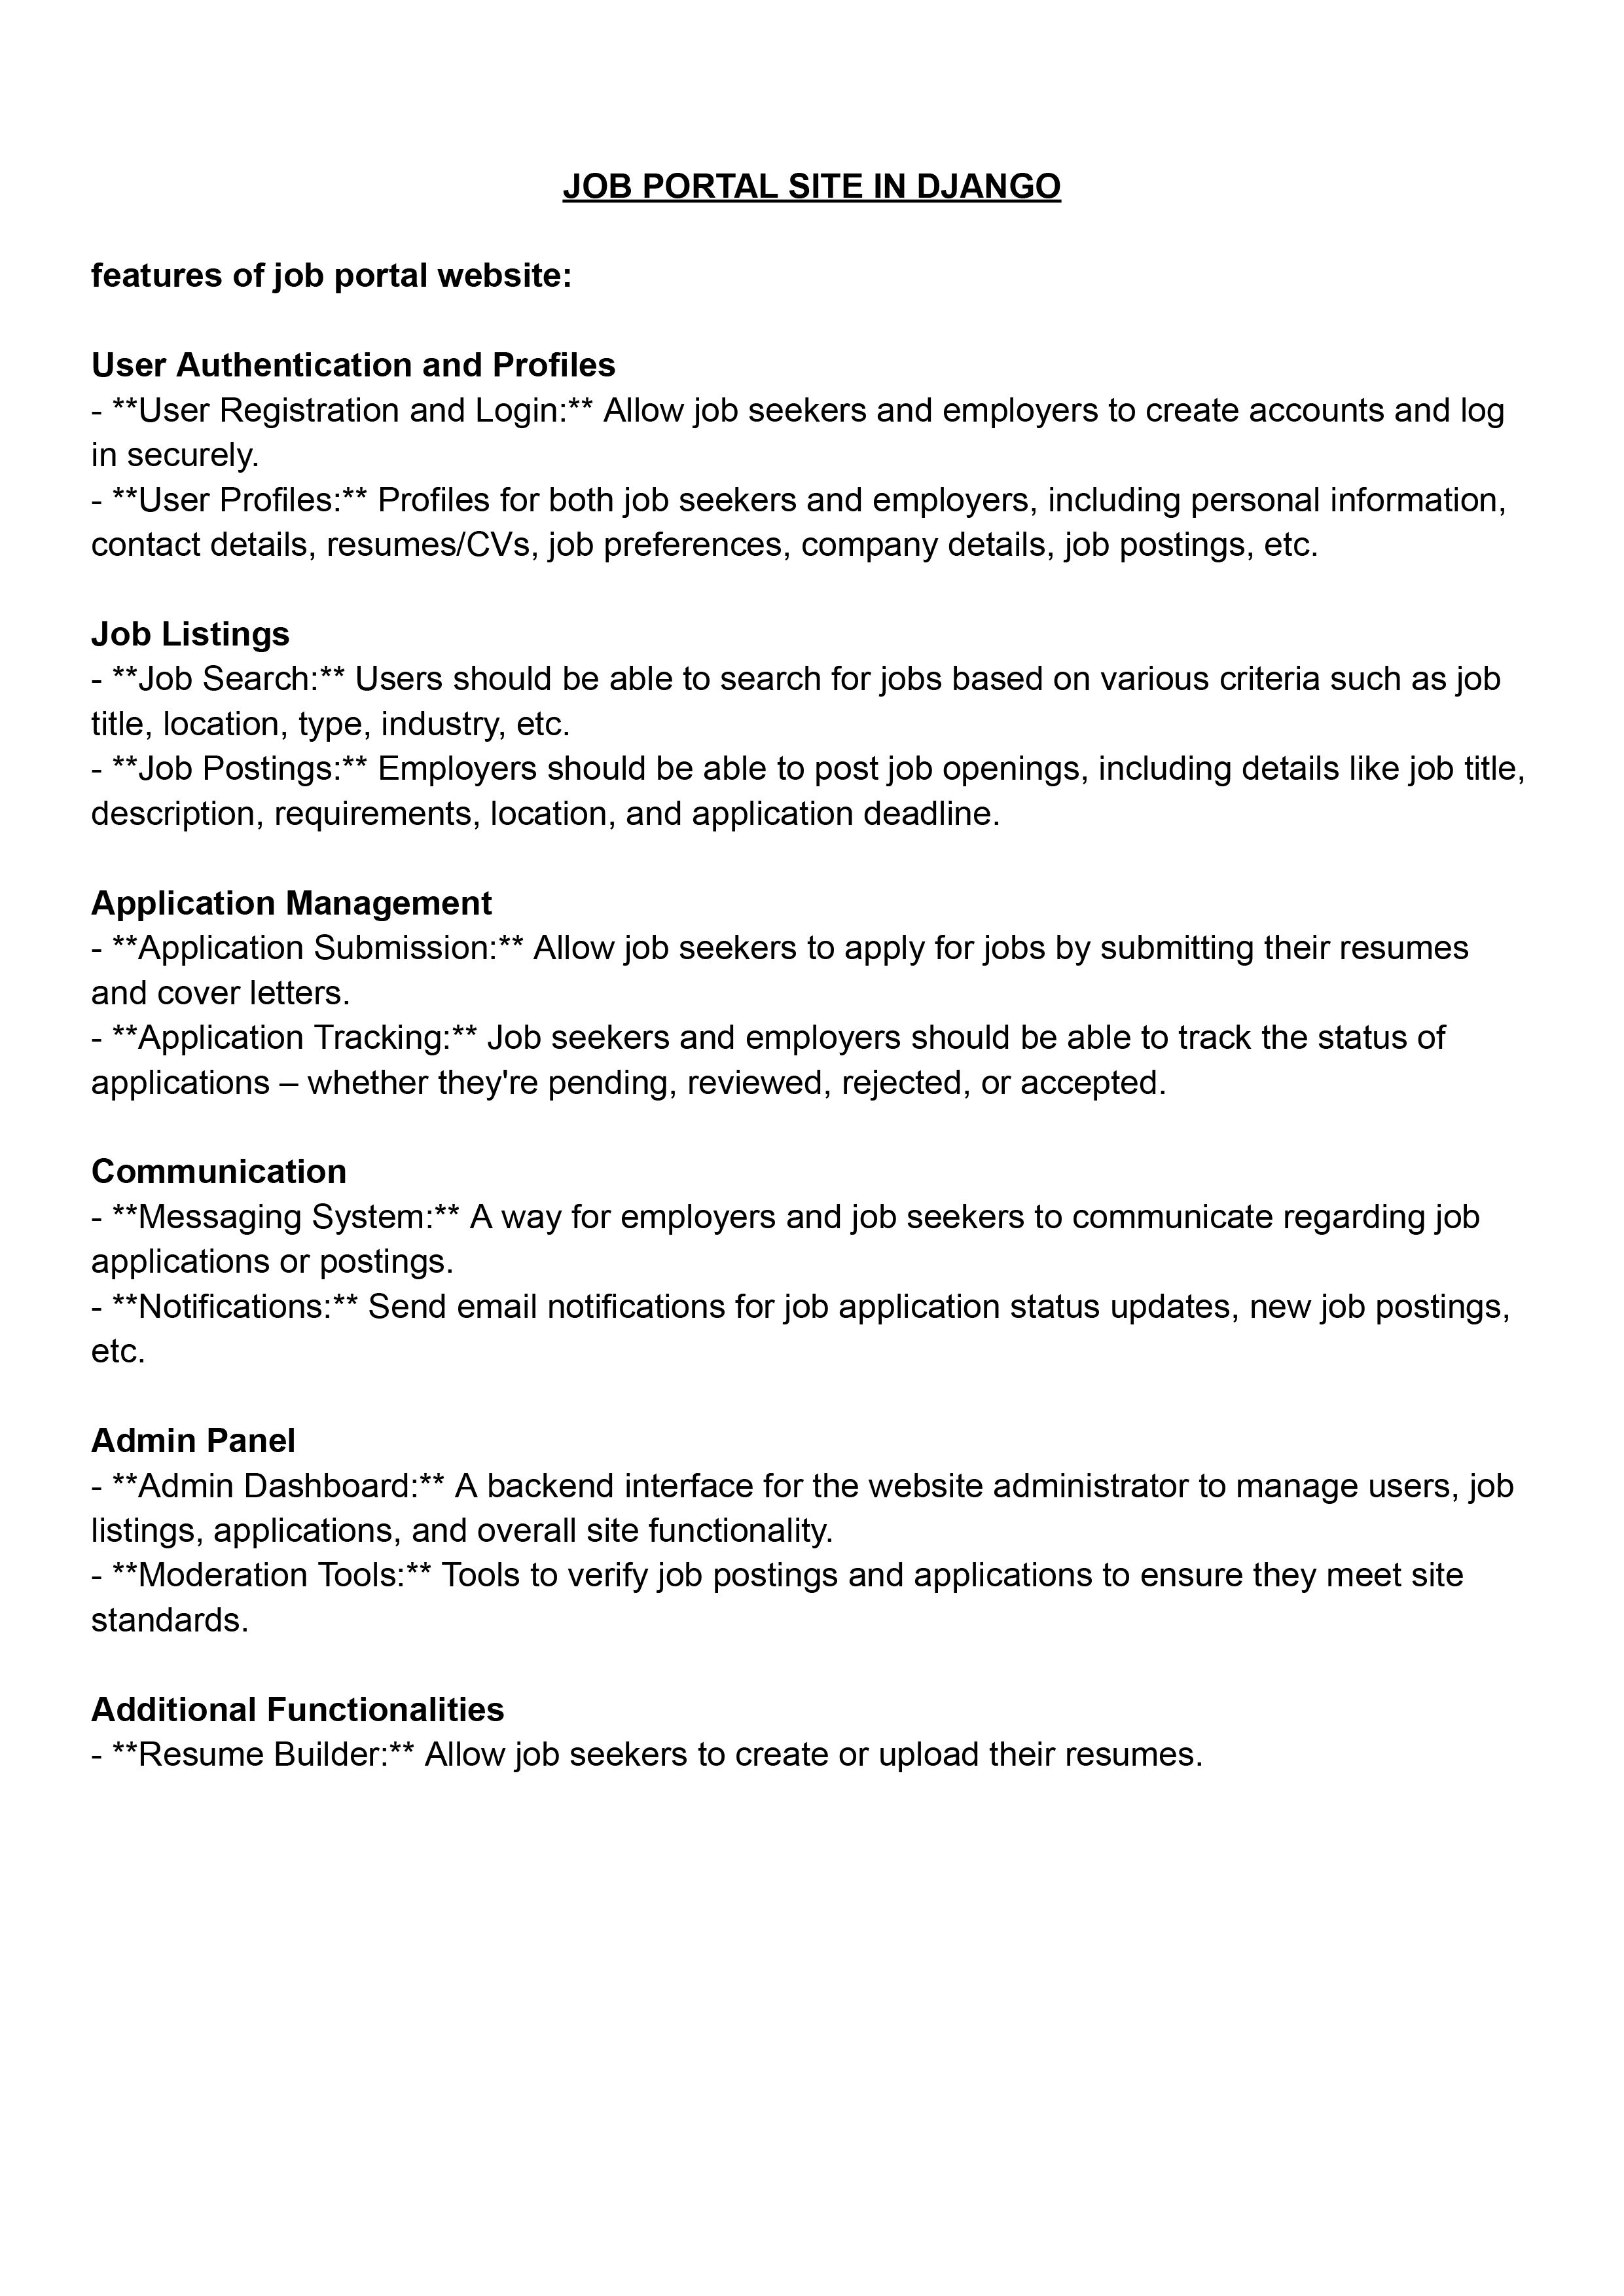 JOB PORTAL SITE IN DJANGO
features of job portal website:
User Authentication and Profiles
- **User Registration and Login:** Allow job seekers and employers to create accounts and log
in securely.
- **User Profiles:** Profiles for both job seekers and employers, including personal information,
contact details, resumes/CVs, job preferences, company details, job postings, etc.
Job Listings
- **Job Search:** Users should be able to search for jobs based on various criteria such as job
title, location, type, industry, etc.
- **Job Postings:** Employers should be able to post job openings, including details like job title,
description, requirements, location, and application deadline.
Application Management
- **Application Submission:** Allow job seekers to apply for jobs by submitting their resumes
and cover letters.
- **Application Tracking:** Job seekers and employers should be able to track the status of
applications – whether they're pending, reviewed, rejected, or accepted.
Communication
- **Messaging System:** A way for employers and job seekers to communicate regarding job
applications or postings.
- **Notifications:** Send email notifications for job application status updates, new job postings,
etc.
Admin Panel
- **Admin Dashboard:** A backend interface for the website administrator to manage users, job
listings, applications, and overall site functionality.
- **Moderation Tools:** Tools to verify job postings and applications to ensure they meet site
standards.
Additional Functionalities
- **Resume Builder:** Allow job seekers to create or upload their resumes.